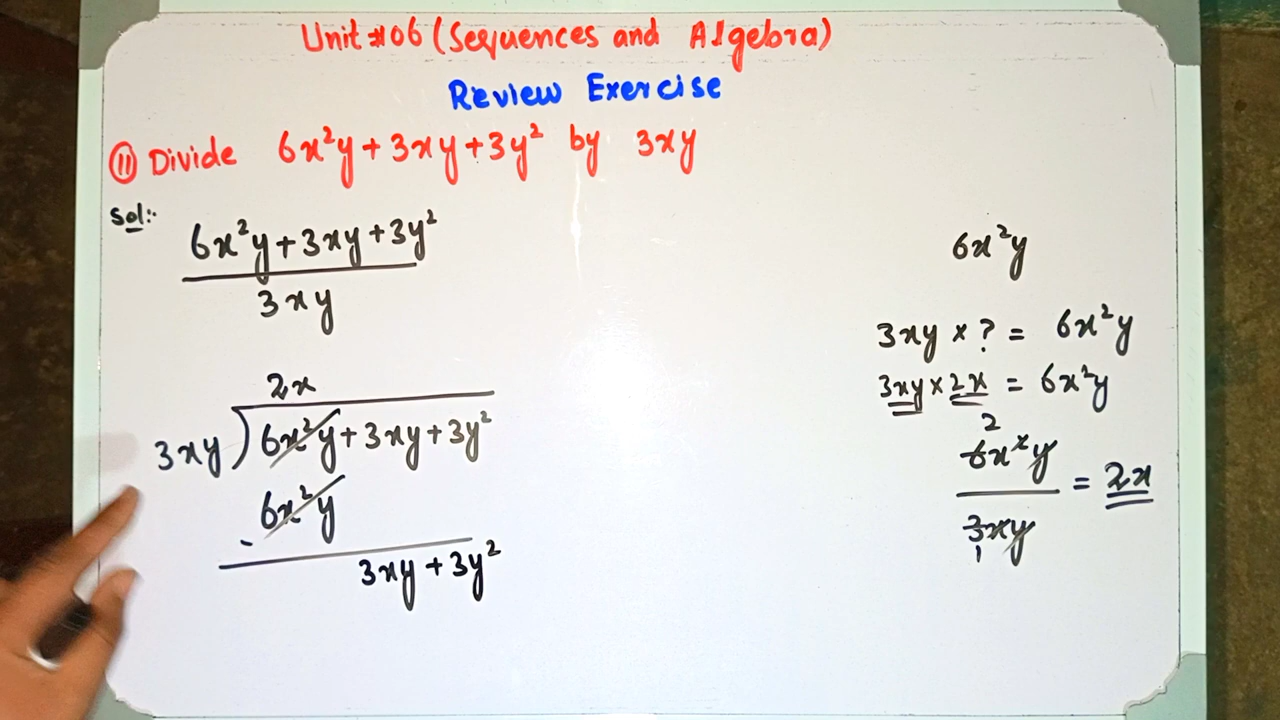 Unit#06 (Sequences and Algebra)
Review Exercise
⑪ Divide 6x²y + 3xy + 3y² by 3xy
Sol:-
6x²y + 3xy + 3y²
3xy
2x
3xy ) 6x²y + 3xy + 3y²
- 6x²y
3xy + 3y²
6x²y
3xy × ? = 6x²y
3xy × 2x = 6x²y
2
6x²y
= 2x
3xy
1